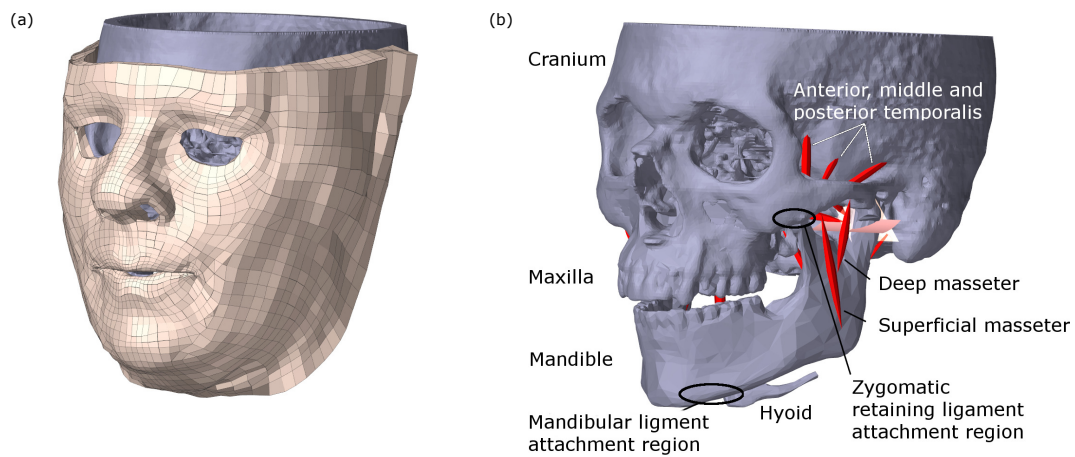 (a)
(b)
Cranium
Anterior, middle and
posterior temporalis
Maxilla
Deep masseter
Superficial masseter
Mandible
Zygomatic
retaining ligament
attachment region
Hyoid
Mandibular ligment
attachment region